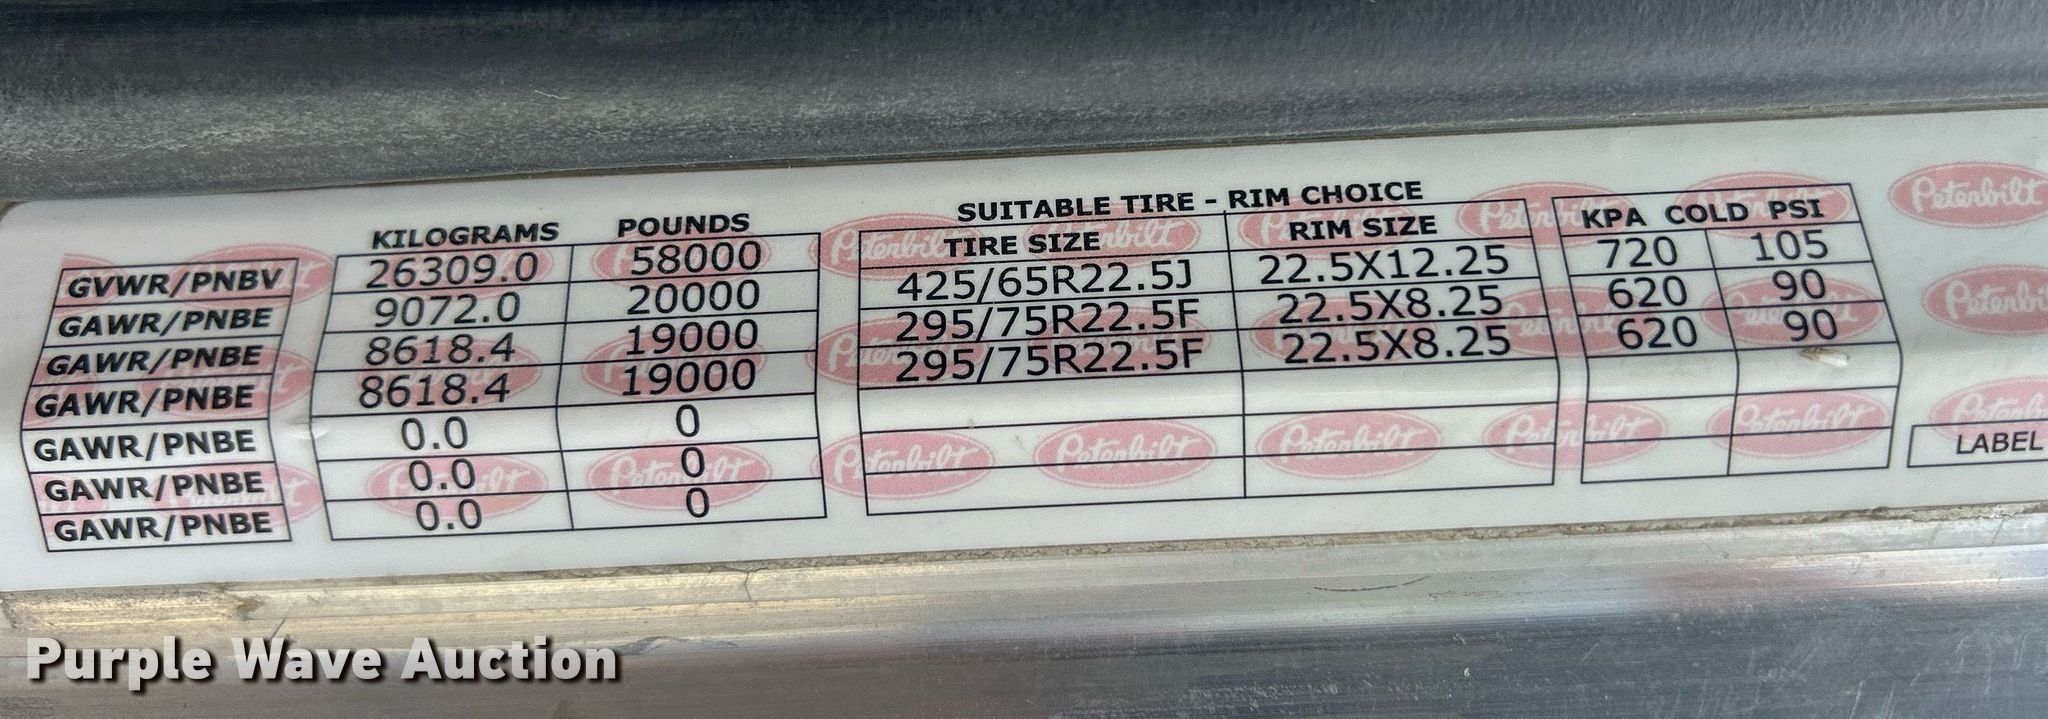 KILOGRAMS POUNDS SUITABLE TIRE - RIM CHOICE
TIRE SIZE RIM SIZE KPA COLD PSI
GVWR/PNBV 26309.0 58000
GAWR/PNBE 9072.0 20000 425/65R22.5J 22.5X12.25 720 105
GAWR/PNBE 8618.4 19000 295/75R22.5F 22.5X8.25 620 90
GAWR/PNBE 8618.4 19000 295/75R22.5F 22.5X8.25 620 90
GAWR/PNBE 0.0 0
GAWR/PNBE 0.0 0
GAWR/PNBE 0.0 0
LABEL
Peterbilt
Peterbilt Peterbilt Peterbilt Peterbilt
Purple Wave Auction